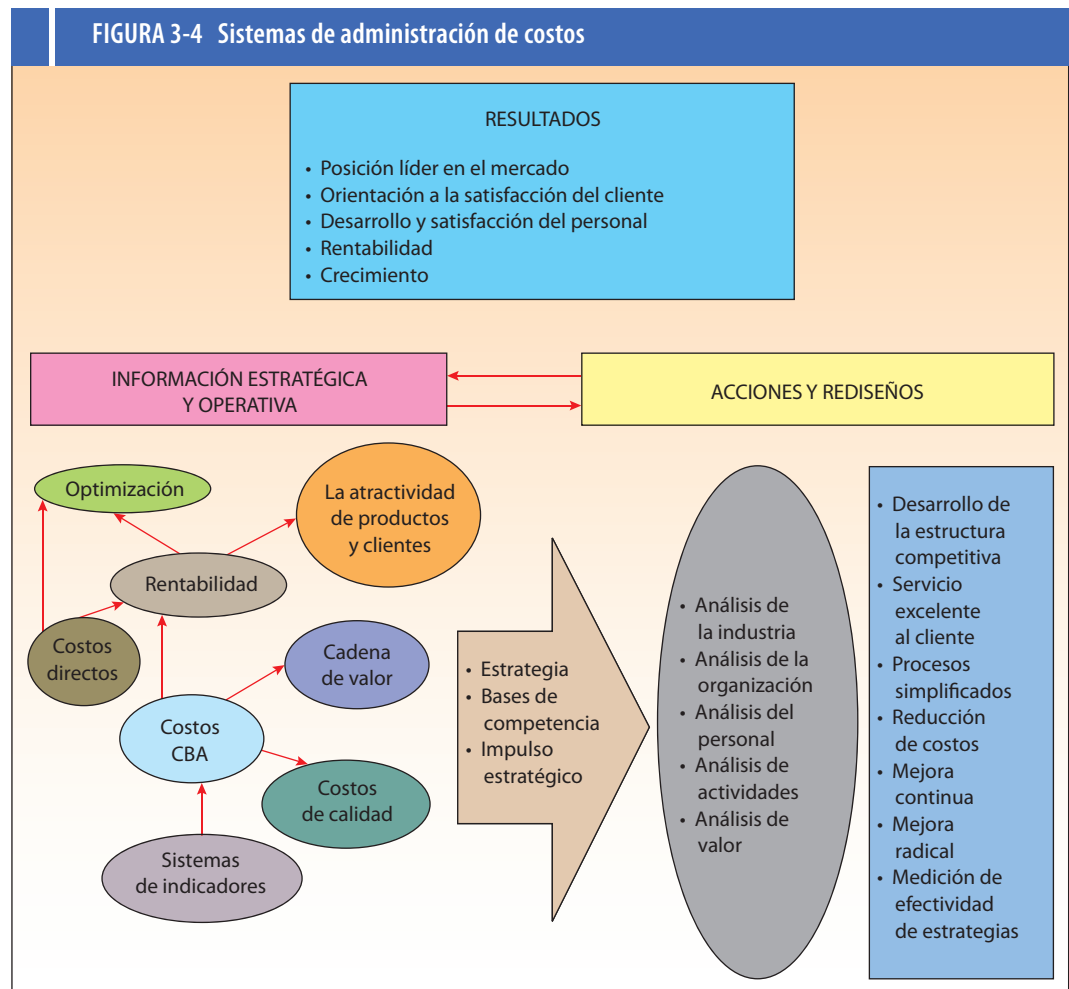 FIGURA 3-4 Sistemas de administración de costos
RESULTADOS
• Posición líder en el mercado
• Orientación a la satisfacción del cliente
• Desarrollo y satisfacción del personal
• Rentabilidad
• Crecimiento
INFORMACIÓN ESTRATÉGICA
Y OPERATIVA
ACCIONES Y REDISEÑOS
Optimización
La atractividad
de productos
y clientes
Rentabilidad
Costos
directos
Cadena
de valor
Costos
CBA
Costos
de calidad
Sistemas
de indicadores
• Estrategia
• Bases de
competencia
• Impulso
estratégico
• Análisis de
la industria
• Análisis de la
organización
• Análisis del
personal
• Análisis de
actividades
• Análisis de
valor
• Desarrollo de
la estructura
competitiva
• Servicio
excelente
al cliente
• Procesos
simplificados
• Reducción
de costos
• Mejora
continua
• Mejora
radical
• Medición de
efectividad
de estrategias